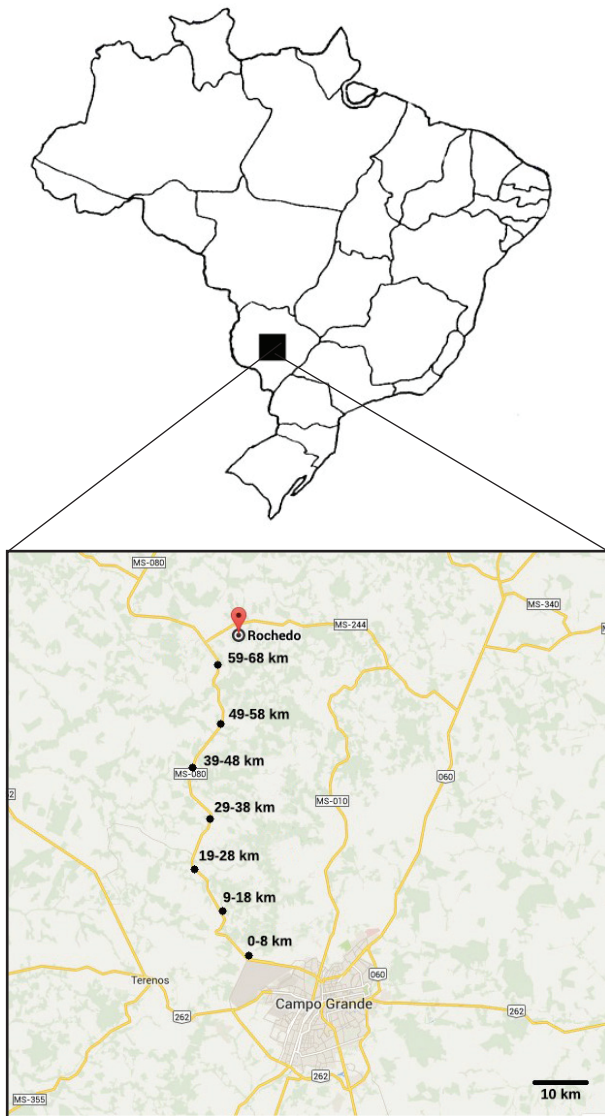 MS-080
MS-340
MS-244
Rochedo
59-68 km
49-58 km
39-48 km
MS-080
060
MS-010
29-38 km
19-28 km
9-18 km
0-8 km
060
Terenos
Campo Grande
262
262
262
MS-355
10 km